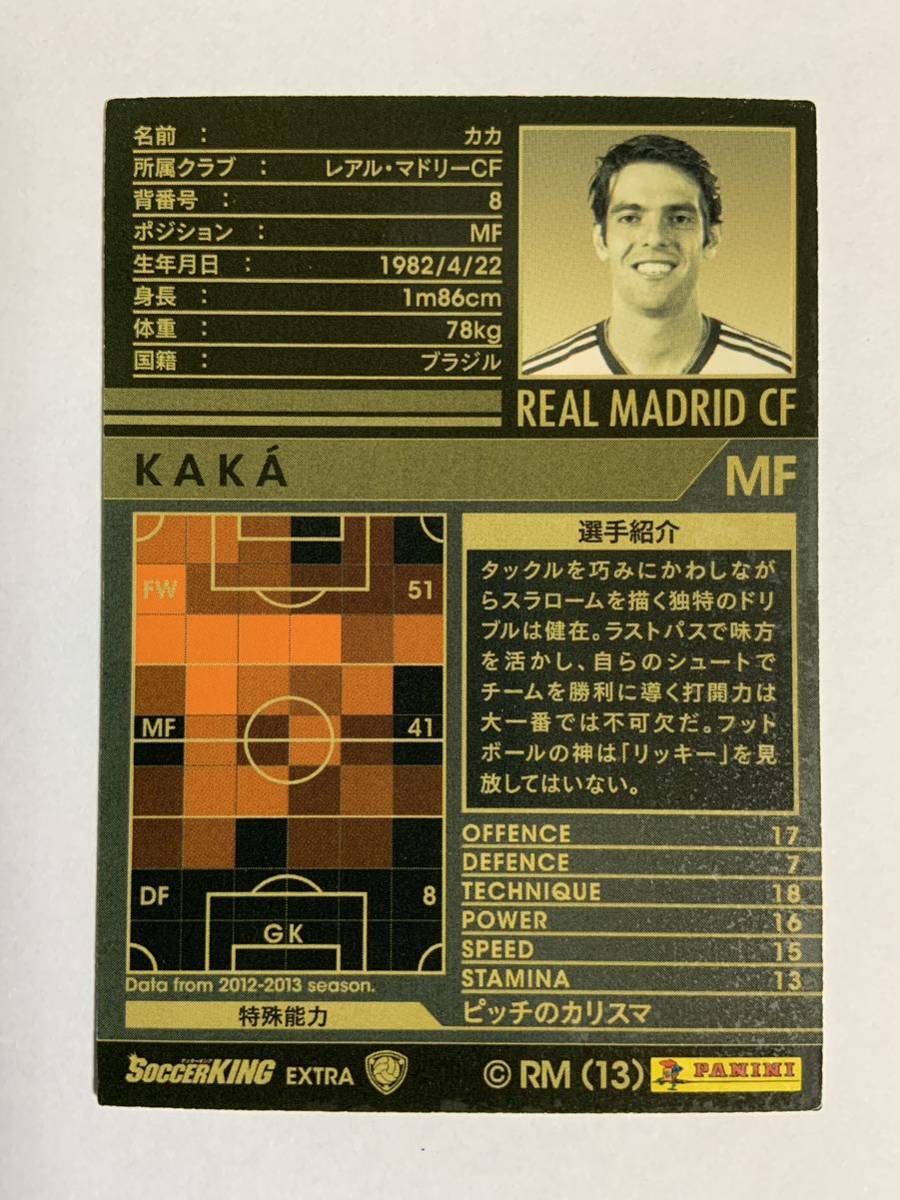 名前 : カカ
所属クラブ : レアル・マドリーCF
背番号 : 8
ポジション : MF
生年月日 : 1982/4/22
身長 : 1m86cm
体重 : 78kg
国籍 : ブラジル
REAL MADRID CF
KAKÁ
MF
FW 51
MF 41
DF 8
GK
Data from 2012-2013 season.
選手紹介
タックルを巧みにかわしなが
らスラロームを描く独特のドリ
ブルは健在。ラストパスで味方
を活かし、自らのシュートで
チームを勝利に導く打開力は
大一番では不可欠だ。フット
ボールの神は「リッキー」を見
放してはいない。
OFFENCE 17
DEFENCE 7
TECHNIQUE 18
POWER 16
SPEED 15
STAMINA 13
特殊能力 ピッチのカリスマ
サッカーキング
SOCCERKING EXTRA
© RM (13) PANINI